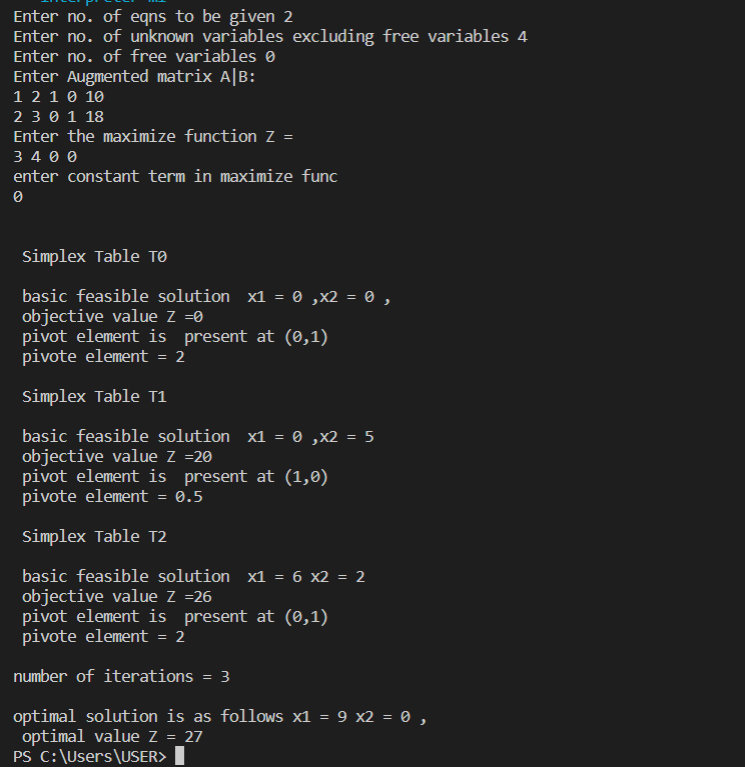 Enter no. of eqns to be given 2
Enter no. of unknown variables excluding free variables 4
Enter no. of free variables 0
Enter Augmented matrix A|B:
1 2 1 0 10
2 3 0 1 18
Enter the maximize function Z =
3 4 0 0
enter constant term in maximize func
0
Simplex Table T0
basic feasible solution  x1 = 0 ,x2 = 0 ,
objective value Z =0
pivot element is  present at (0,1)
pivote element = 2
Simplex Table T1
basic feasible solution  x1 = 0 ,x2 = 5
objective value Z =20
pivot element is  present at (1,0)
pivote element = 0.5
Simplex Table T2
basic feasible solution  x1 = 6 x2 = 2
objective value Z =26
pivot element is  present at (0,1)
pivote element = 2
number of iterations = 3
optimal solution is as follows x1 = 9 x2 = 0 ,
optimal value Z = 27
PS C:\Users\USER>